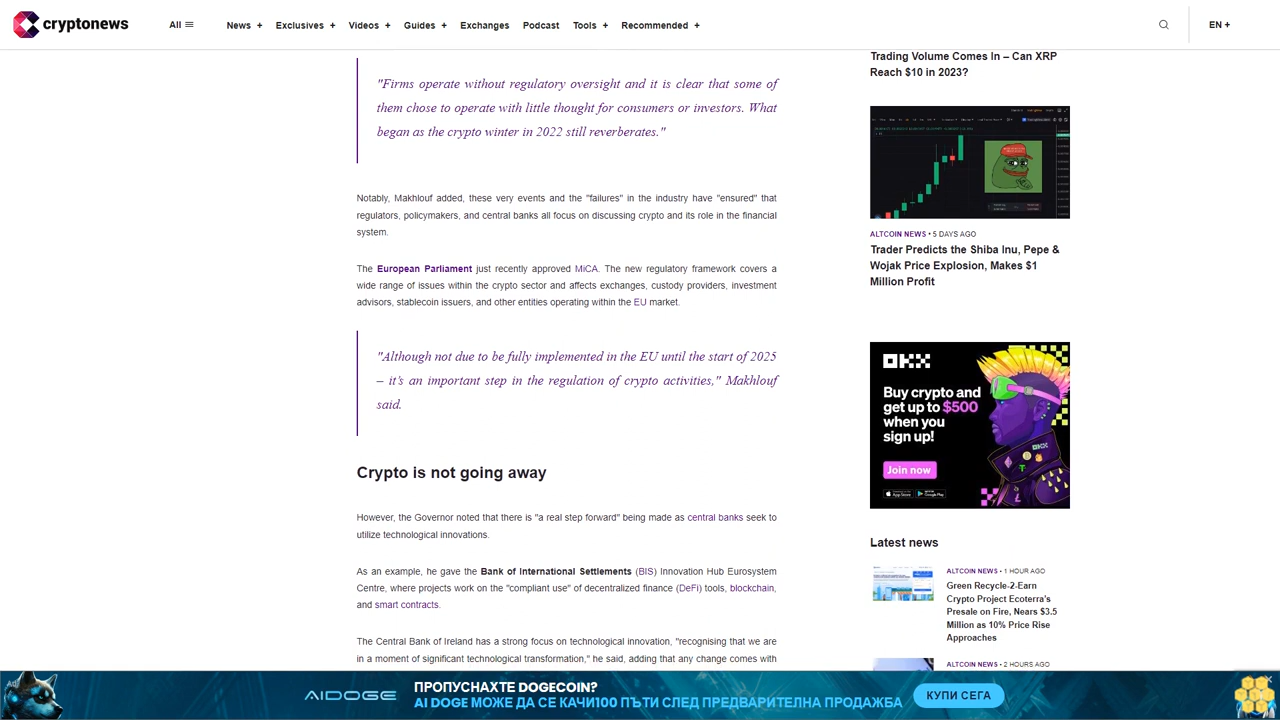 cryptonews
All
News +
Exclusives +
Videos +
Guides +
Exchanges
Podcast
Tools +
Recommended +
EN +
"Firms operate without regulatory oversight and it is clear that some of
them chose to operate with little thought for consumers or investors. What
began as the crypto winter in 2022 still reverberates."
Notably, Makhlouf added, these very events and the "failures" in the industry have "ensured" that
regulators, policymakers, and central banks all focus on discussing crypto and its role in the financial
system.
The European Parliament just recently approved MiCA. The new regulatory framework covers a
wide range of issues within the crypto sector and affects exchanges, custody providers, investment
advisors, stablecoin issuers, and other entities operating within the EU market.
"Although not due to be fully implemented in the EU until the start of 2025
– it's an important step in the regulation of crypto activities," Makhlouf
said.
Crypto is not going away
However, the Governor noted that there is "a real step forward" being made as central banks seek to
utilize technological innovations.
As an example, he gave the Bank of International Settlements (BIS) Innovation Hub Eurosystem
Centre, where projects work on the "compliant use" of decentralized finance (DeFi) tools, blockchain,
and smart contracts.
The Central Bank of Ireland has a strong focus on technological innovation, "recognising that we are
in a moment of significant technological transformation," he said, adding that any change comes with
Trading Volume Comes In – Can XRP
Reach $10 in 2023?
ALTCOIN NEWS • 5 DAYS AGO
Trader Predicts the Shiba Inu, Pepe &
Wojak Price Explosion, Makes $1
Million Profit
OKX
Buy crypto and
get up to $500
when you
sign up!
Join now
App Store
Google Play
OKX
Latest news
ALTCOIN NEWS • 1 HOUR AGO
Green Recycle-2-Earn
Crypto Project Ecoterra's
Presale on Fire, Nears $3.5
Million as 10% Price Rise
Approaches
ALTCOIN NEWS • 2 HOURS AGO
Ad
AIDOGE
ПРОПУСНАХТЕ DOGECOIN?
AI DOGE МОЖЕ ДА СЕ КАЧИ100 ПЪТИ СЛЕД ПРЕДВАРИТЕЛНА ПРОДАЖБА
КУПИ СЕГА